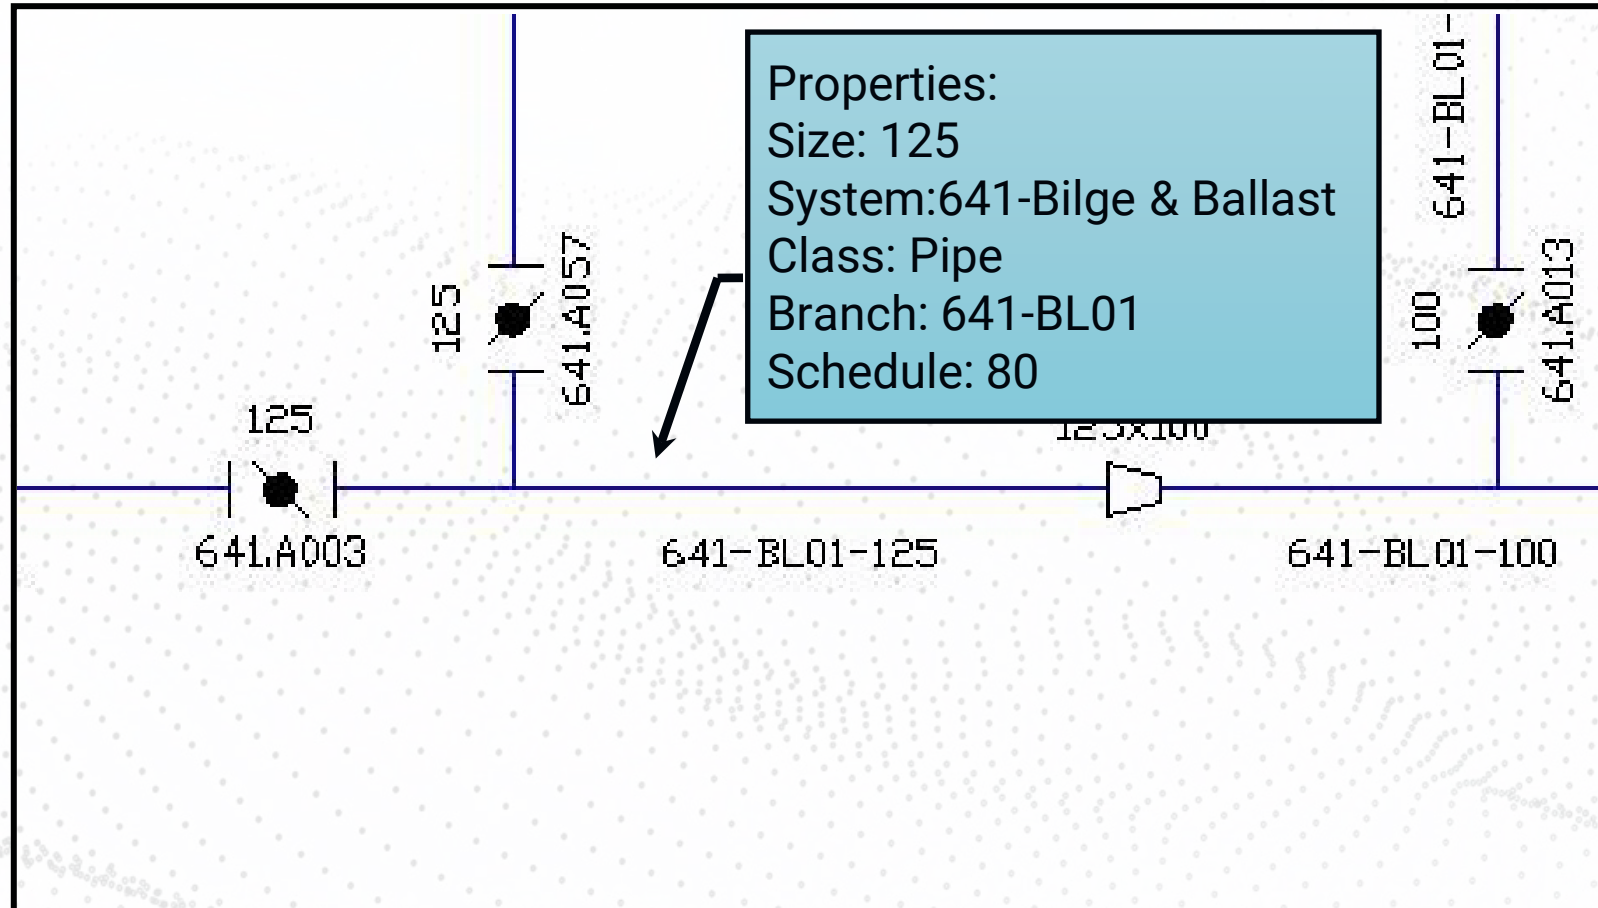 Properties:
Size: 125
System:641-Bilge & Ballast
Class: Pipe
Branch: 641-BL01
Schedule: 80
641-BL01-
125
641.A057
100
641.A013
125
125x100
641.A003
641-BL01-125
641-BL01-100